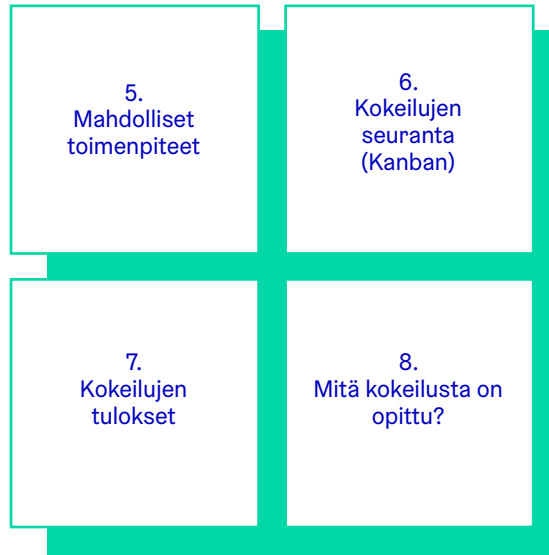 5.
Mahdolliset
toimenpiteet
6.
Kokeilujen
seuranta
(Kanban)
7.
Kokeilujen
tulokset
8.
Mitä kokeilusta on
opittu?